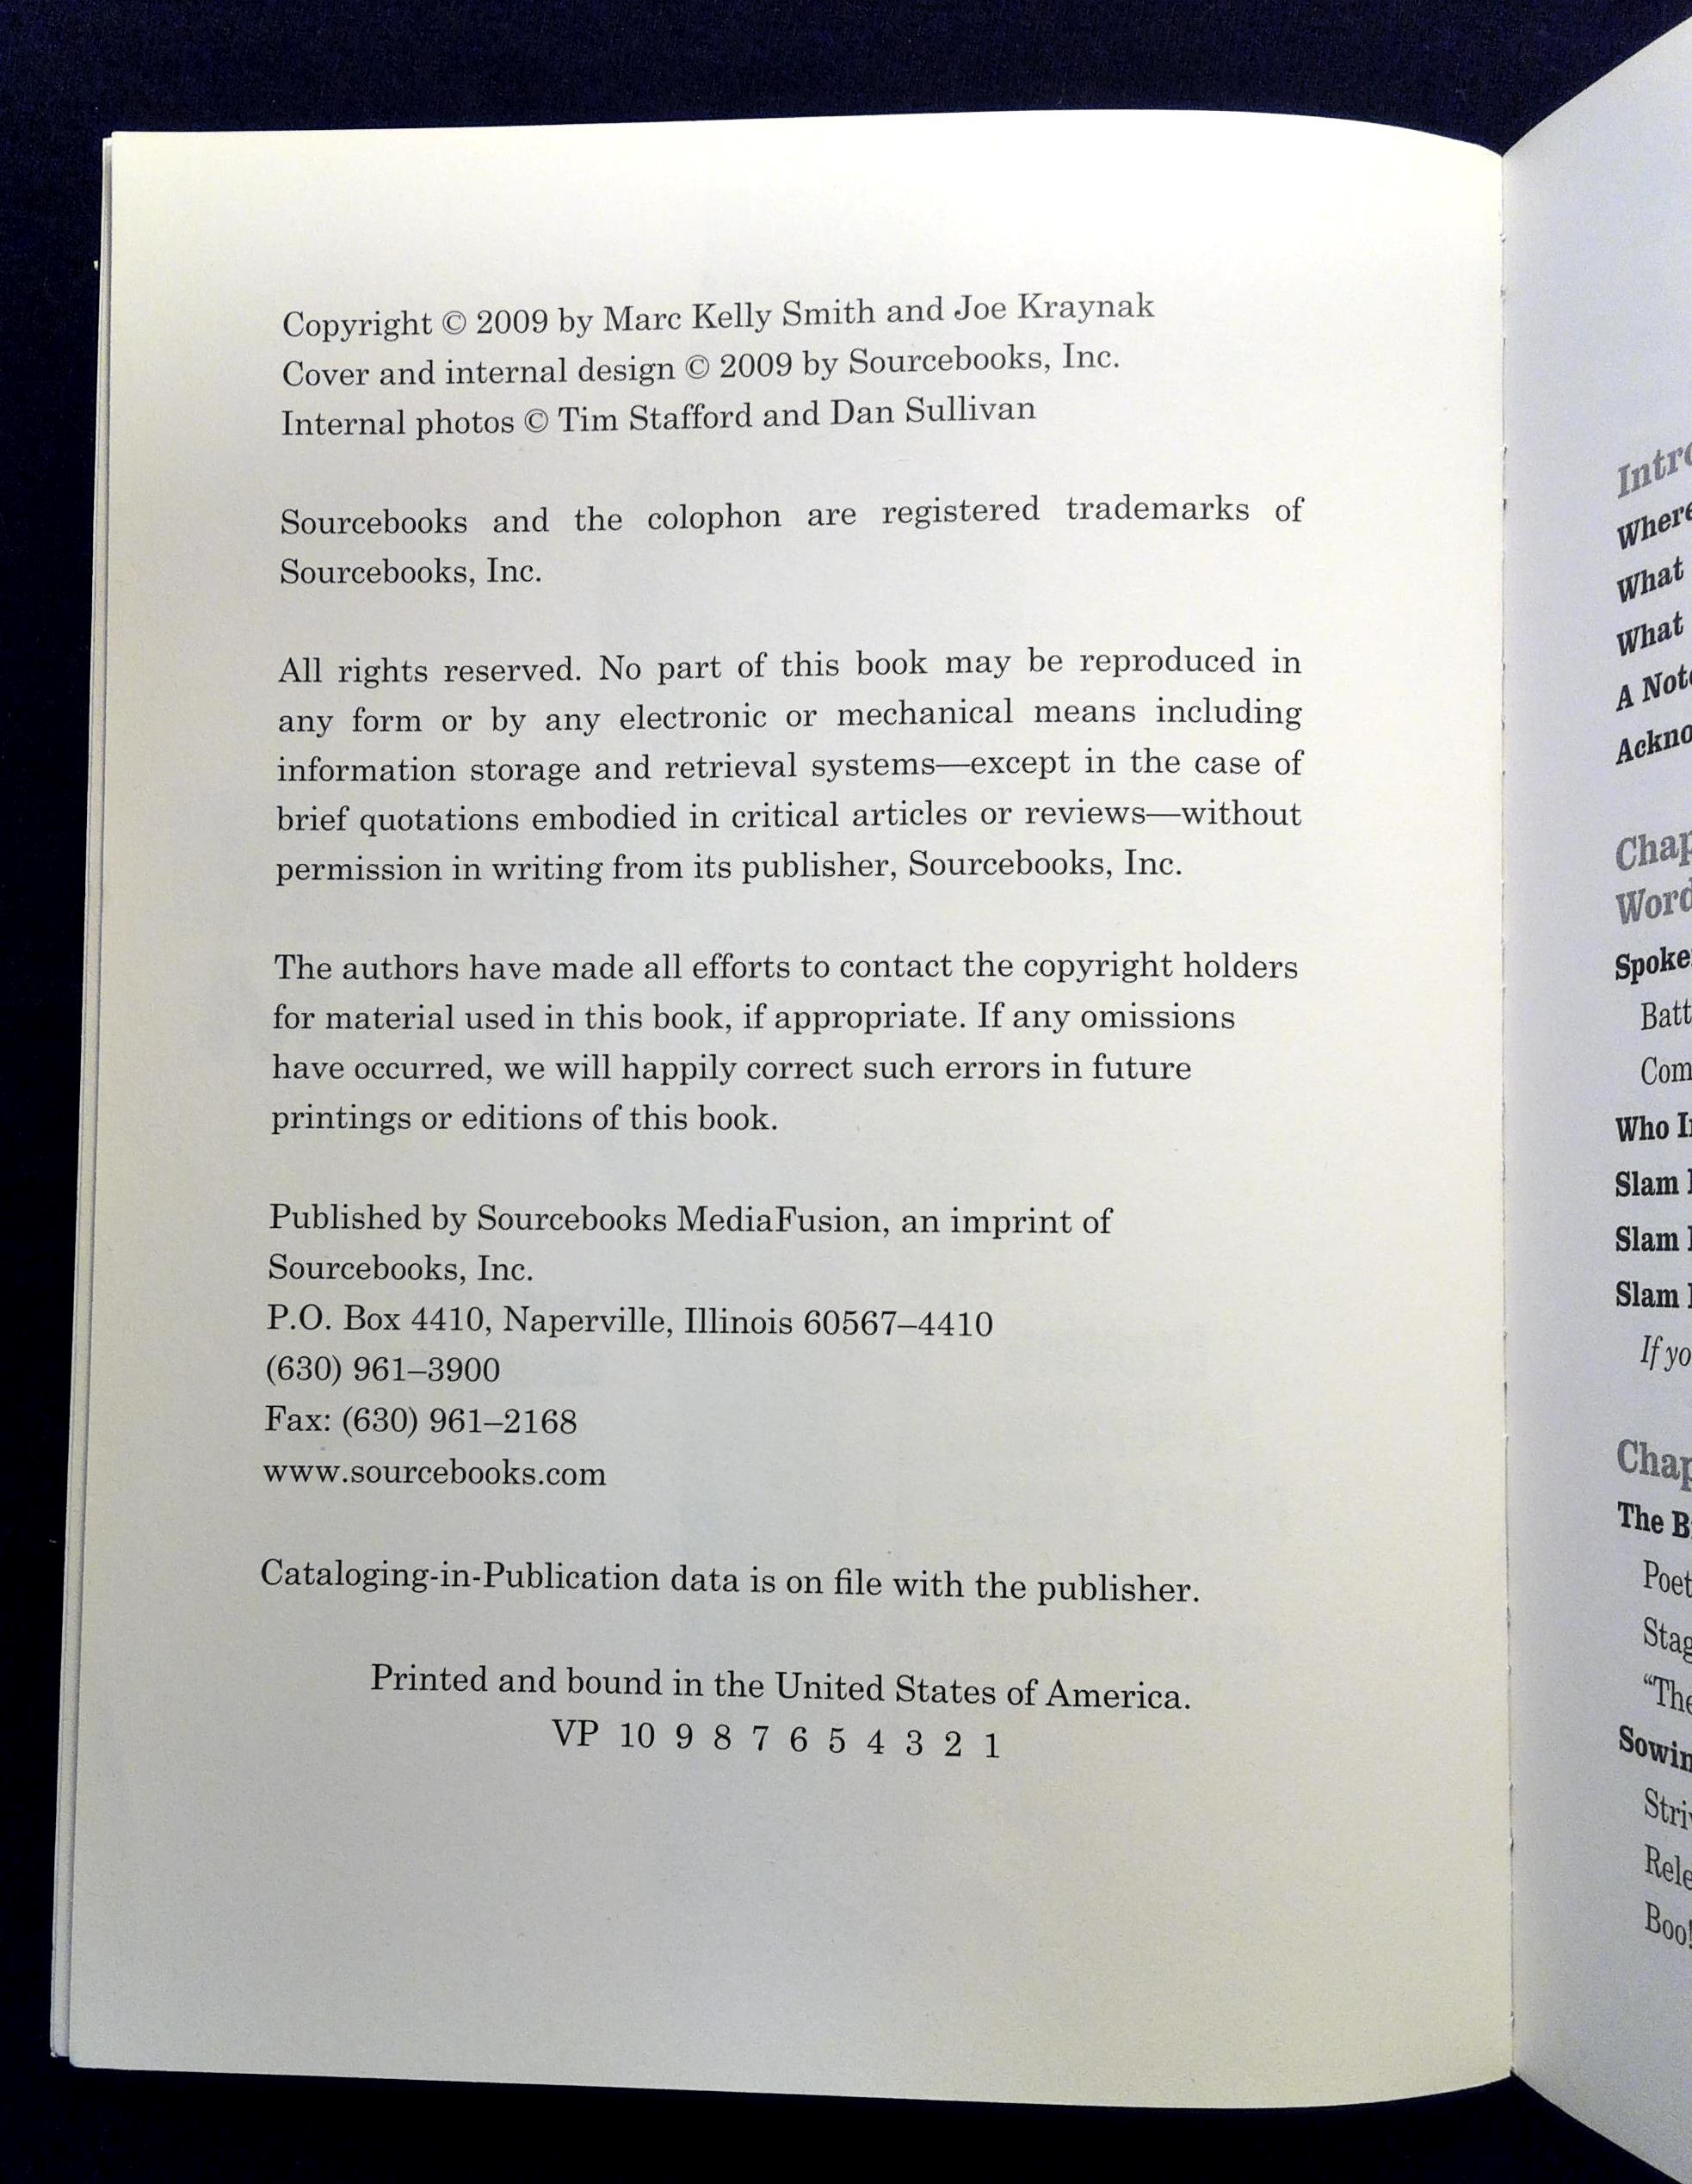 Copyright © 2009 by Marc Kelly Smith and Joe Kraynak
Cover and internal design © 2009 by Sourcebooks, Inc.
Internal photos © Tim Stafford and Dan Sullivan
Sourcebooks and the colophon are registered trademarks of
Sourcebooks, Inc.
All rights reserved. No part of this book may be reproduced in
any form or by any electronic or mechanical means including
information storage and retrieval systems—except in the case of
brief quotations embodied in critical articles or reviews—without
permission in writing from its publisher, Sourcebooks, Inc.
The authors have made all efforts to contact the copyright holders
for material used in this book, if appropriate. If any omissions
have occurred, we will happily correct such errors in future
printings or editions of this book.
Published by Sourcebooks MediaFusion, an imprint of
Sourcebooks, Inc.
P.O. Box 4410, Naperville, Illinois 60567–4410
(630) 961–3900
Fax: (630) 961–2168
www.sourcebooks.com
Cataloging-in-Publication data is on file with the publisher.
Printed and bound in the United States of America.
VP 10 9 8 7 6 5 4 3 2 1
Where
What
What
A
Who
Slam
Slam
Slam
If
The